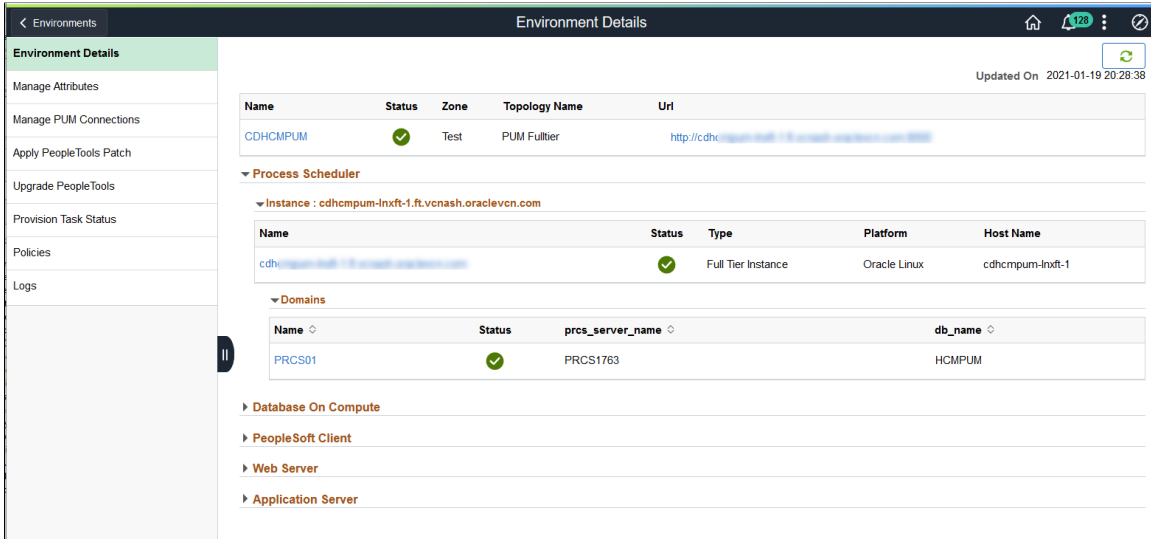 Environments
Environment Details
128
Environment Details
Manage Attributes
Manage PUM Connections
Apply PeopleTools Patch
Upgrade PeopleTools
Provision Task Status
Policies
Logs
Updated On 2021-01-19 20:28:38
Name Status Zone Topology Name Url
CDHCMPUM Test PUM Fulltier http://cdhc
Process Scheduler
Instance : cdhcmpum-lnxft-1.ft.vcnash.oraclevcn.com
Name Status Type Platform Host Name
cdh Full Tier Instance Oracle Linux cdhcmpum-lnxft-1
Domains
Name Status prcs_server_name db_name
PRCS01 PRCS1763 HCMPUM
Database On Compute
PeopleSoft Client
Web Server
Application Server